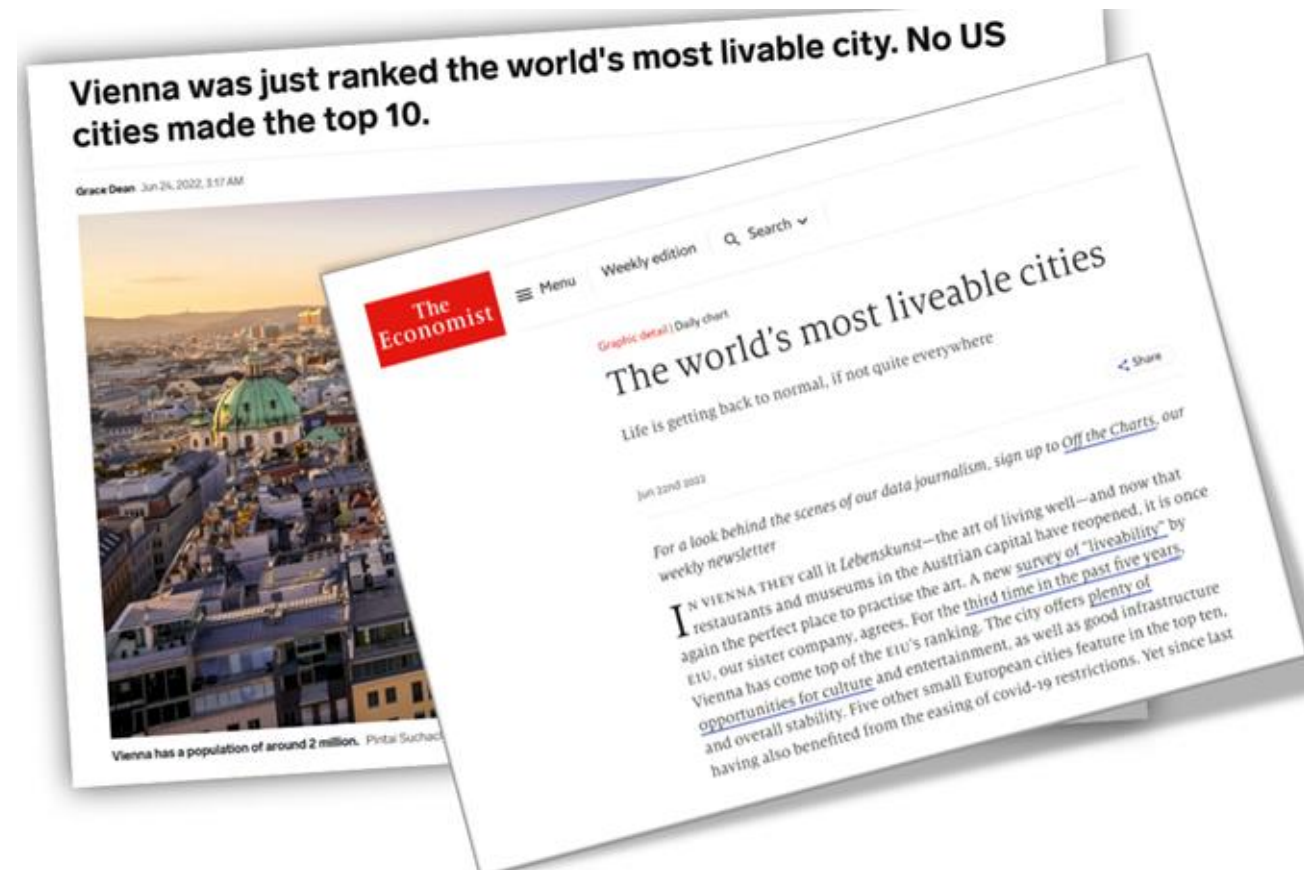 Vienna was just ranked the world's most livable city. No US
cities made the top 10.
Grace Dean Jun 24, 2022, 3:17 AM
Vienna has a population of around 2 million. Pintai
The
Economist
Menu
Weekly edition
Search
Graphic detail | Daily chart
The world's most liveable cities
Life is getting back to normal, if not quite everywhere
Share
Jun 22nd 2022
For a look behind the scenes of our data journalism, sign up to Off the Charts, our
weekly newsletter
IN VIENNA THEY call it Lebenskunst—the art of living well—and now that
restaurants and museums in the Austrian capital have reopened, it is once
again the perfect place to practise the art. A new survey of "liveability" by
EIU, our sister company, agrees. For the third time in the past five years,
Vienna has come top of the EIU's ranking. The city offers plenty of
opportunities for culture and entertainment, as well as good infrastructure
and overall stability. Five other small European cities feature in the top ten,
having also benefited from the easing of covid-19 restrictions. Yet since last